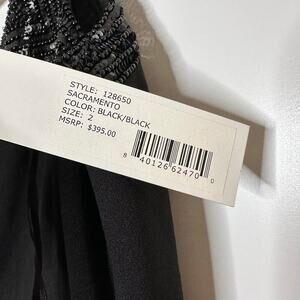 STYLE: 128650
SACRAMENTO
COLOR: BLACK/BLACK
SIZE: 2
MSRP: $395.00
8 40126 62470 0